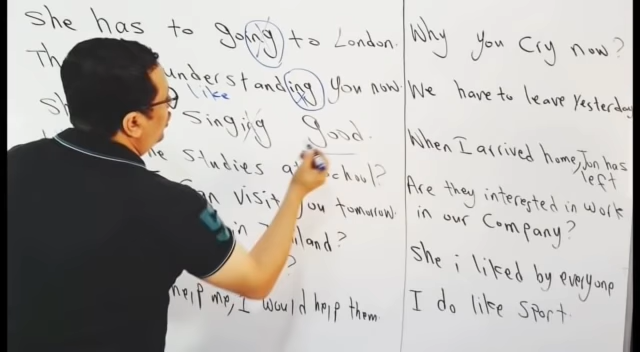 She has to going to London.
Th understanding You now
like
Sh Singing good.
he Studies at School?
Can Visit You tomorrow
in Thailand?
?
help me, I would help them
Why You Cry now?
We have to leave Yesterday
When I arrived home, Jon has
left
Are they interested in work
in our Company?
She i liked by everyone
I do like Sport.